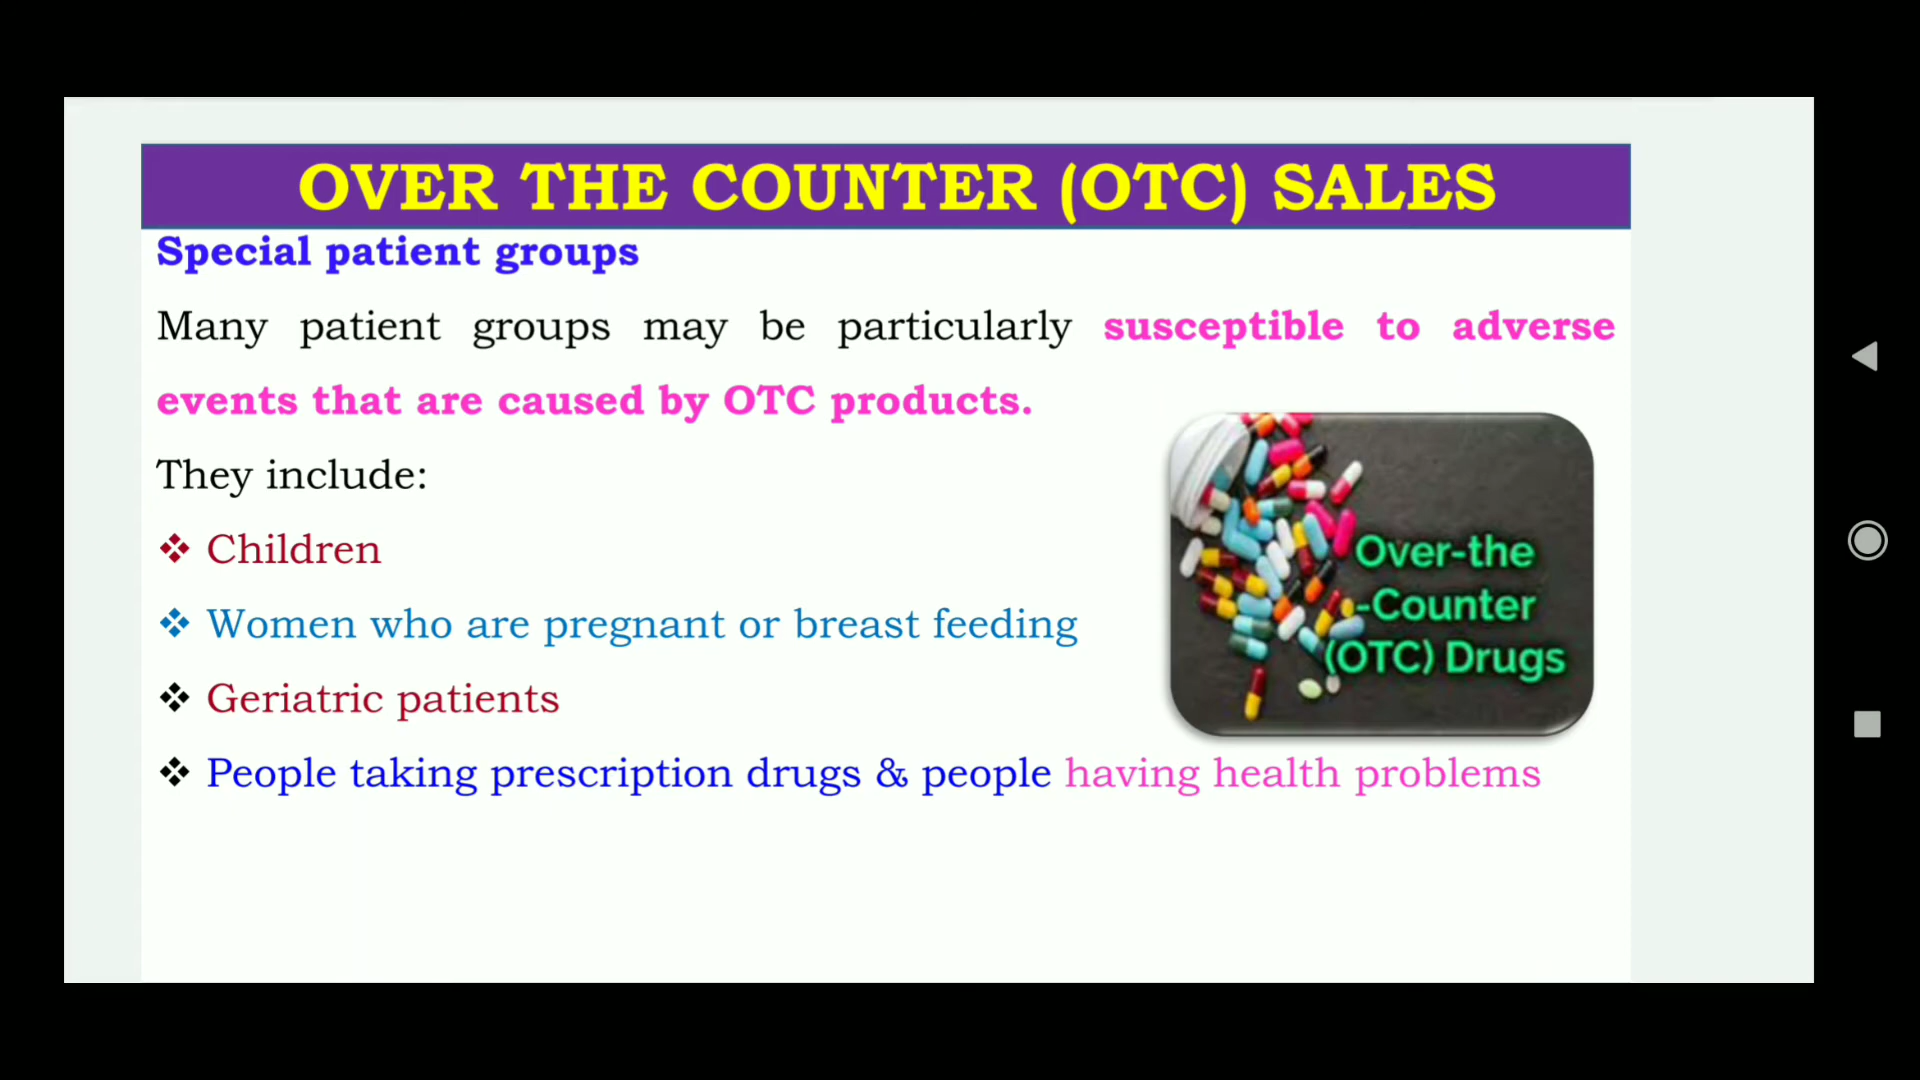 OVER THE COUNTER (OTC) SALES
Special patient groups
Many patient groups may be particularly susceptible to adverse
events that are caused by OTC products.
They include:
❖ Children
❖ Women who are pregnant or breast feeding
❖ Geriatric patients
❖ People taking prescription drugs & people having health problems
Over-the
-Counter
(OTC) Drugs